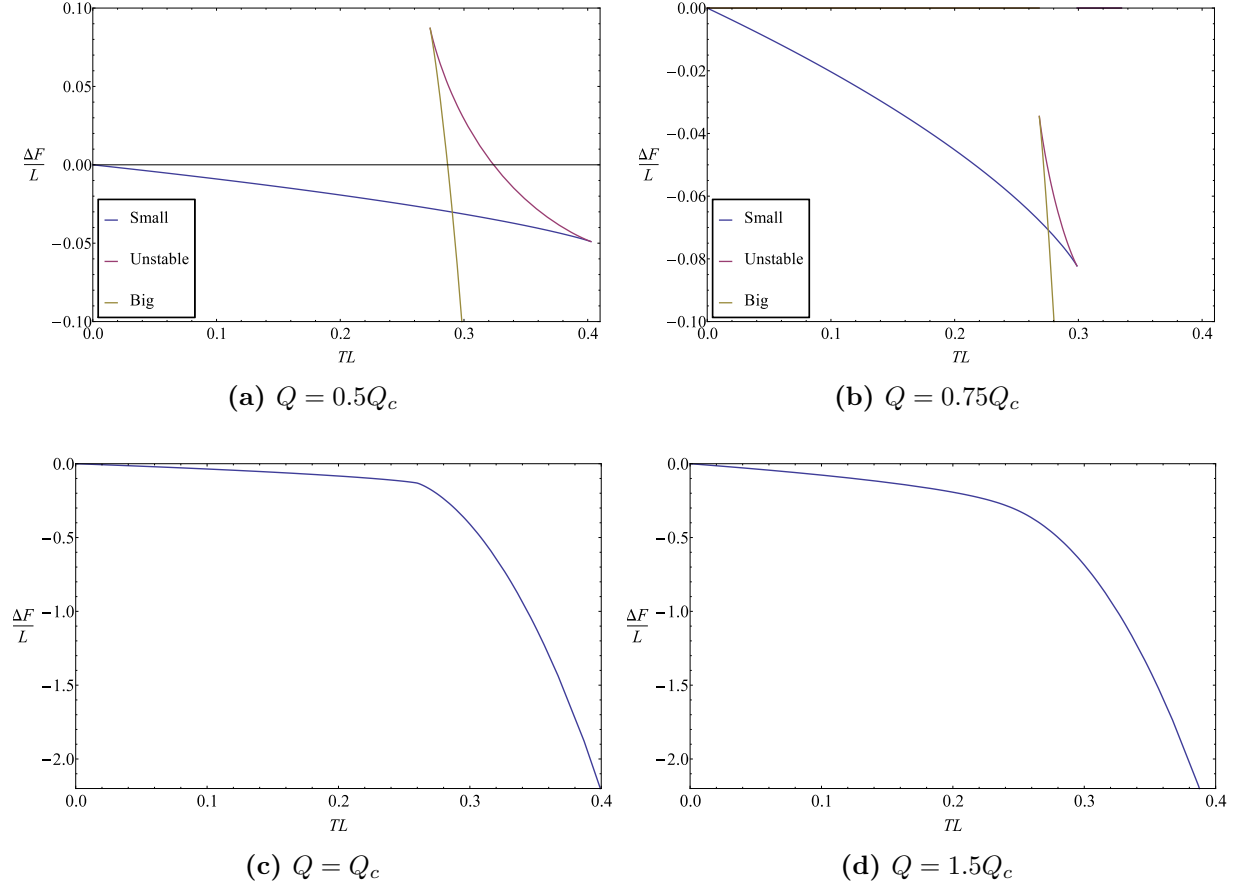 0.10
0.05
0.00
−0.05
−0.10
ΔF
L
Small
Unstable
Big
0.0 0.1 0.2 0.3 0.4
TL
(a) Q = 0.5Q_c
0.00
−0.02
−0.04
−0.06
−0.08
−0.10
ΔF
L
Small
Unstable
Big
0.0 0.1 0.2 0.3 0.4
TL
(b) Q = 0.75Q_c
0.0
−0.5
−1.0
−1.5
−2.0
ΔF
L
0.0 0.1 0.2 0.3 0.4
TL
(c) Q = Q_c
0.0
−0.5
−1.0
−1.5
−2.0
ΔF
L
0.0 0.1 0.2 0.3 0.4
TL
(d) Q = 1.5Q_c